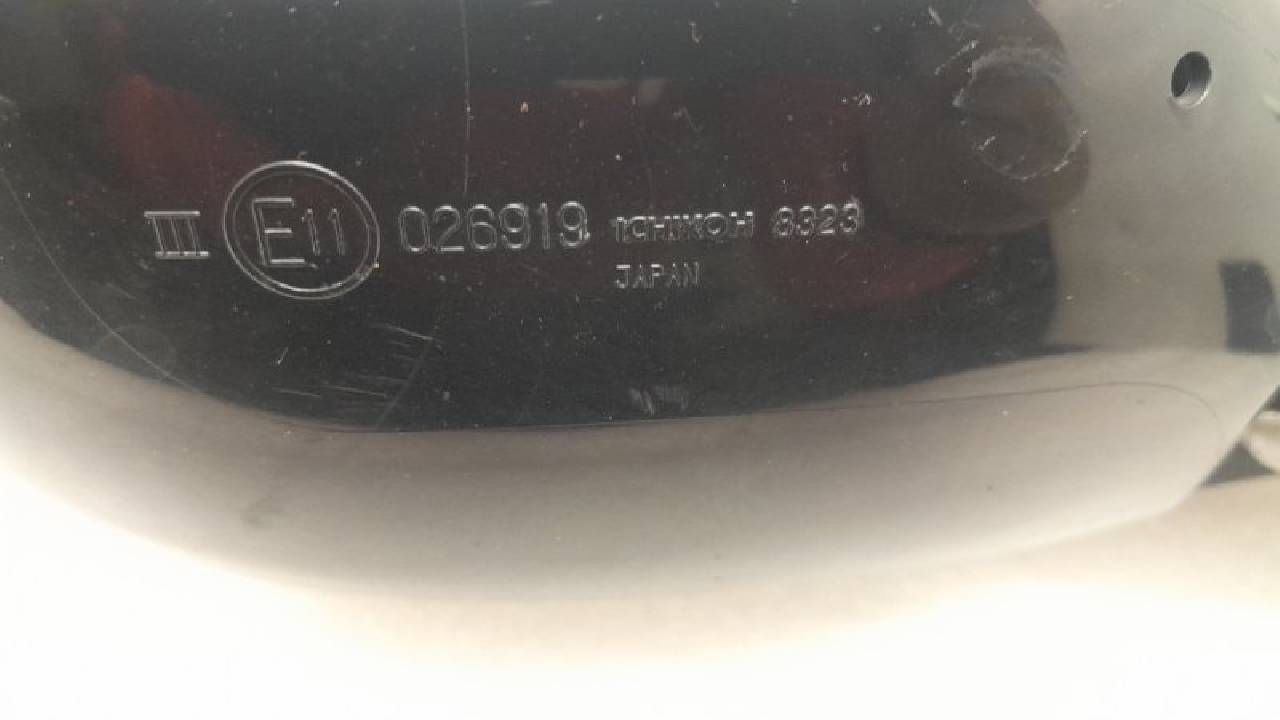 III E11 026919 ICHIKOH 8323
JAPAN